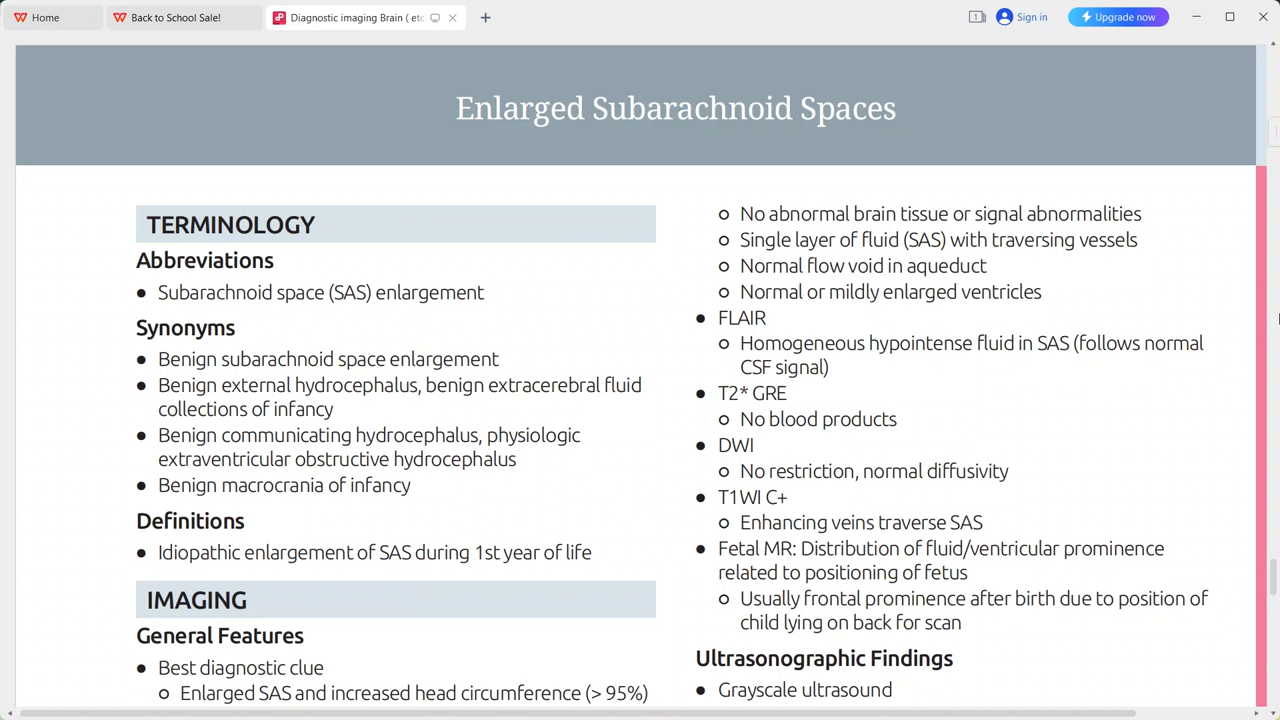 Home
Back to School Sale!
Diagnostic imaging Brain ( etc
1
Sign in
Upgrade now
Enlarged Subarachnoid Spaces
TERMINOLOGY
Abbreviations
● Subarachnoid space (SAS) enlargement
Synonyms
● Benign subarachnoid space enlargement
● Benign external hydrocephalus, benign extracerebral fluid
collections of infancy
● Benign communicating hydrocephalus, physiologic
extraventricular obstructive hydrocephalus
● Benign macrocrania of infancy
Definitions
● Idiopathic enlargement of SAS during 1st year of life
IMAGING
General Features
● Best diagnostic clue
○ Enlarged SAS and increased head circumference (> 95%)
○ No abnormal brain tissue or signal abnormalities
○ Single layer of fluid (SAS) with traversing vessels
○ Normal flow void in aqueduct
○ Normal or mildly enlarged ventricles
● FLAIR
○ Homogeneous hypointense fluid in SAS (follows normal
CSF signal)
● T2* GRE
○ No blood products
● DWI
○ No restriction, normal diffusivity
● T1WI C+
○ Enhancing veins traverse SAS
● Fetal MR: Distribution of fluid/ventricular prominence
related to positioning of fetus
○ Usually frontal prominence after birth due to position of
child lying on back for scan
Ultrasonographic Findings
● Grayscale ultrasound